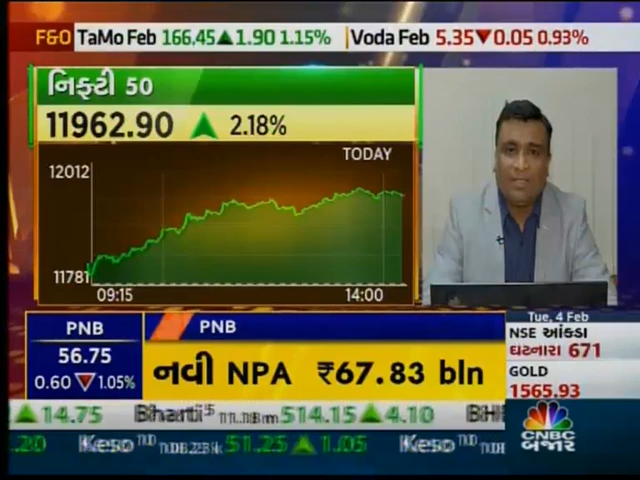 F&O TaMo Feb 166.45 ▲ 1.90 1.15% Voda Feb 5.35 ▼ 0.05 0.93%
નિફ્ટી 50
11962.90 ▲ 2.18%
TODAY
12012
11781
09:15 14:00
PNB
56.75
0.60 ▼ 1.05%
PNB
નવી NPA ₹67.83 bln
Tue, 4 Feb
NSE આંકડા
ઘટનારા 671
GOLD
1565.93
▲ 14.75 Bharti 514.15 ▲ 4.10 BH
.20 Keso 51.25 ▲ 1.05 Keso
CNBC
બજાર